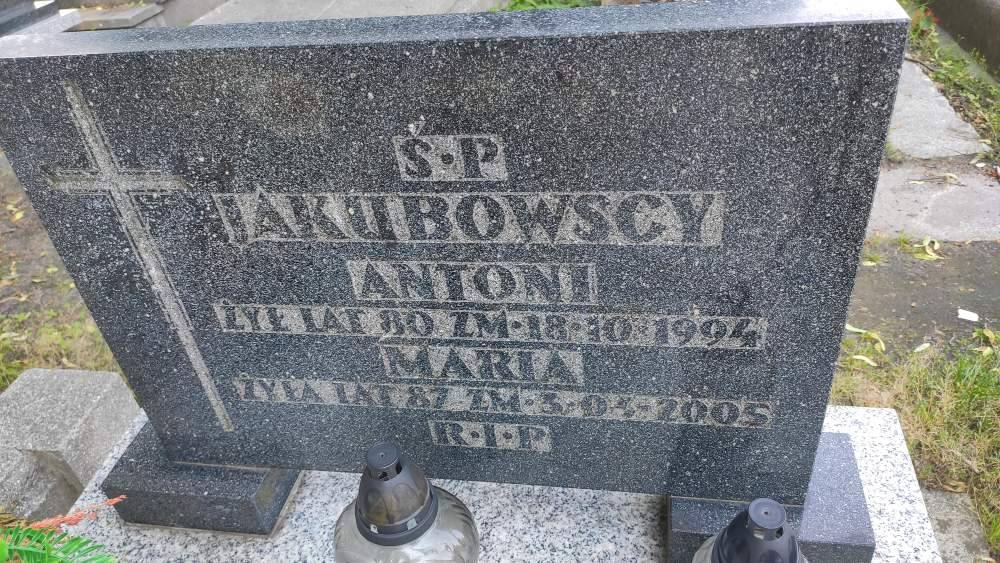 Ś·P
JAKUBOWSCY
ANTONI
ŻYŁ LAT 80 ZM·18·10·1994
MARIA
ŻYŁA LAT 87 ZM·3·03·2005
R·I·P